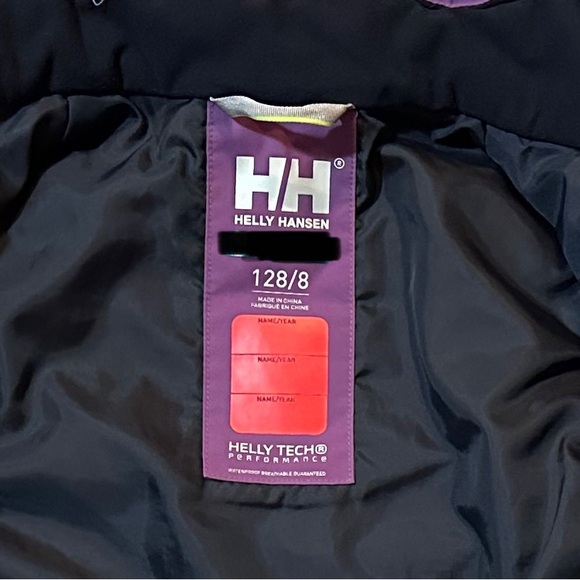 HH®
HELLY HANSEN
128/8
MADE IN CHINA
FABRIQUÉ EN CHINE
NAME/YEAR
NAME/YEAR
NAME/YEAR
HELLY TECH®
PERFORMANCE
WATERPROOF BREATHABLE GUARANTEED